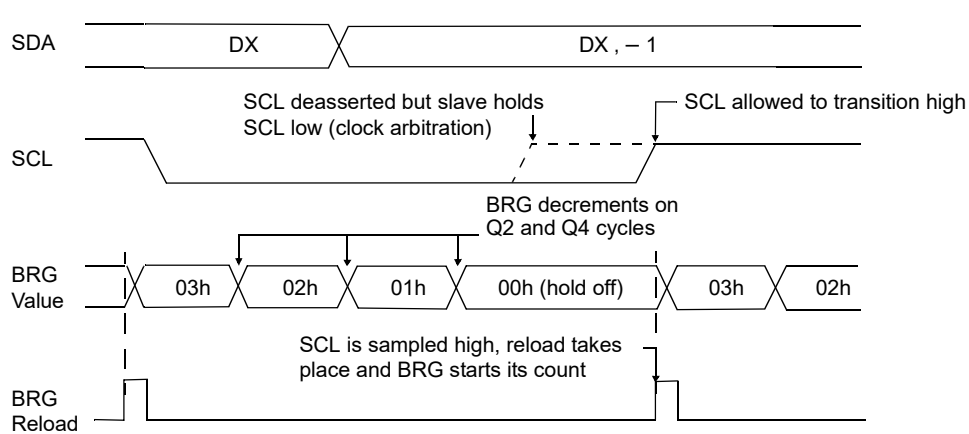 SDA
DX
DX , – 1
SCL deasserted but slave holds
SCL low (clock arbitration)
SCL allowed to transition high
SCL
BRG decrements on
Q2 and Q4 cycles
BRG
Value
03h
02h
01h
00h (hold off)
03h
02h
SCL is sampled high, reload takes
place and BRG starts its count
BRG
Reload